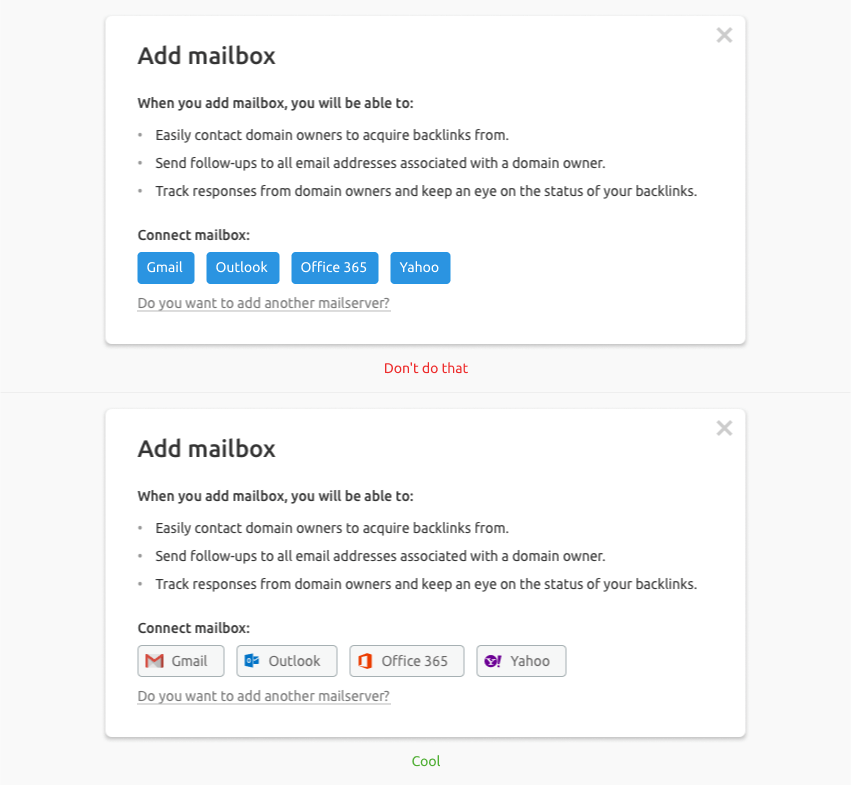 Add mailbox
When you add mailbox, you will be able to:
• Easily contact domain owners to acquire backlinks from.
• Send follow-ups to all email addresses associated with a domain owner.
• Track responses from domain owners and keep an eye on the status of your backlinks.
Connect mailbox:
Gmail Outlook Office 365 Yahoo
Do you want to add another mailserver?
Don't do that
Add mailbox
When you add mailbox, you will be able to:
• Easily contact domain owners to acquire backlinks from.
• Send follow-ups to all email addresses associated with a domain owner.
• Track responses from domain owners and keep an eye on the status of your backlinks.
Connect mailbox:
Gmail Outlook Office 365 Yahoo
Do you want to add another mailserver?
Cool